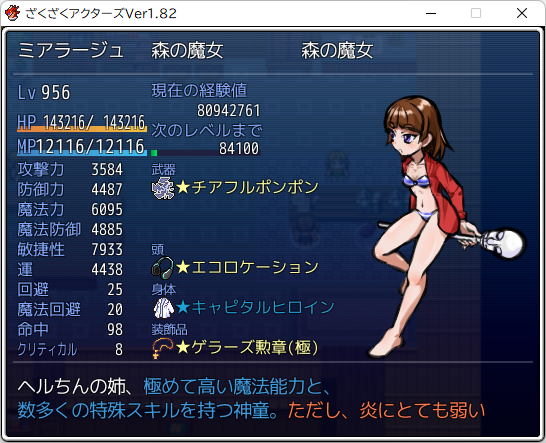 ざくざくアクターズVer1.82
ミアラージュ 森の魔女 森の魔女
Lv 956 現在の経験値
80942761
HP 143216/ 143216 次のレベルまで
MP12116/12116 84100
攻撃力 3584 武器
防御力 4487 ★チアフルポンポン
魔法力 6095
魔法防御 4885
敏捷性 7933 頭
運 4438 ★エコロケーション
回避 25 身体
魔法回避 20 ★キャピタルヒロイン
命中 98 装飾品
クリティカル 8 ★ゲラーズ勲章(極)
ヘルちんの姉、極めて高い魔法能力と、
数多くの特殊スキルを持つ神童。ただし、炎にとても弱い